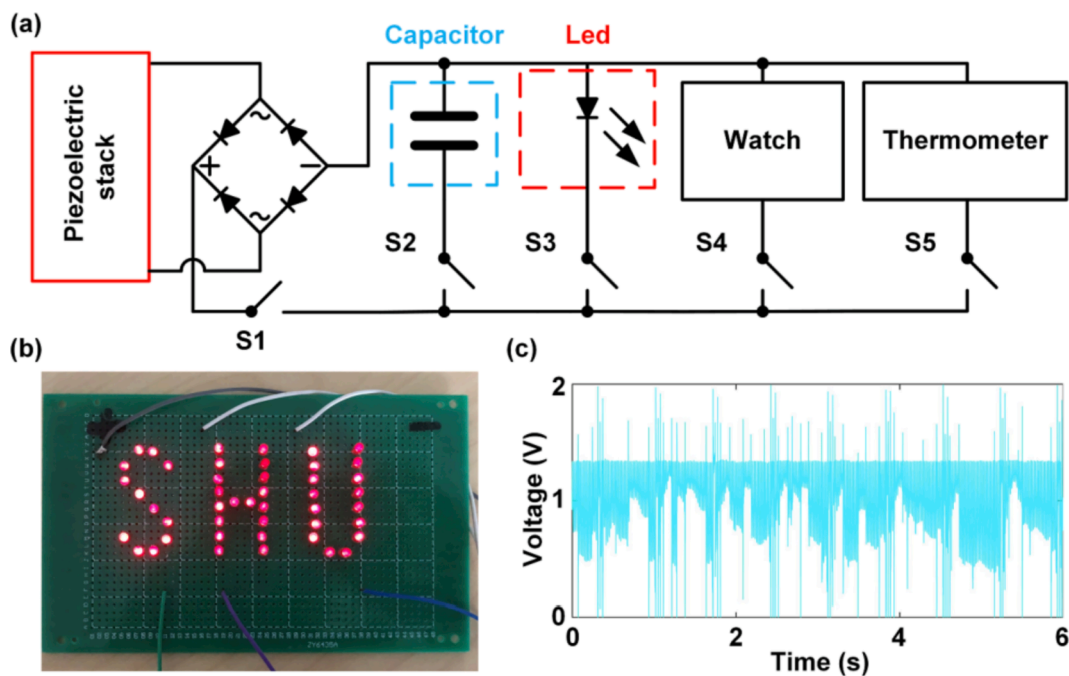 (a)
Capacitor
Led
Piezoelectric
stack
~
+
−
~
Watch
Thermometer
S2
S3
S4
S5
S1
(b)
SHU
(c)
2
1
0
Voltage (V)
0
2
4
6
Time (s)